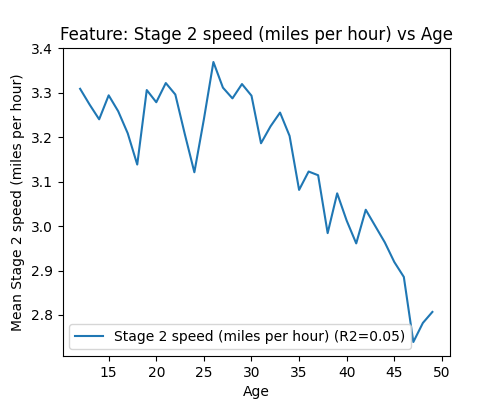 Feature: Stage 2 speed (miles per hour) vs Age
Mean Stage 2 speed (miles per hour)
3.4
3.3
3.2
3.1
3.0
2.9
2.8
Stage 2 speed (miles per hour) (R2=0.05)
15 20 25 30 35 40 45 50
Age